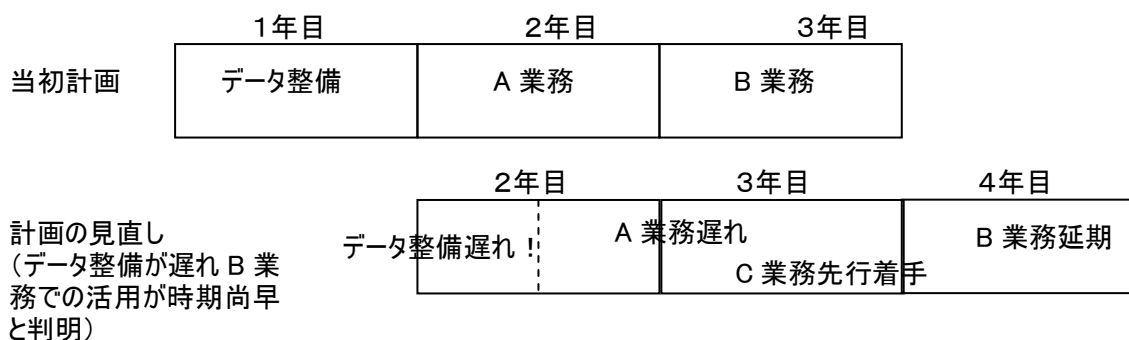 1年目 2年目 3年目
当初計画 データ整備 A 業務 B 業務
2年目 3年目 4年目
計画の見直し
(データ整備が遅れ B 業
務での活用が時期尚早
と判明)
データ整備遅れ!
A 業務遅れ
C 業務先行着手
B 業務延期